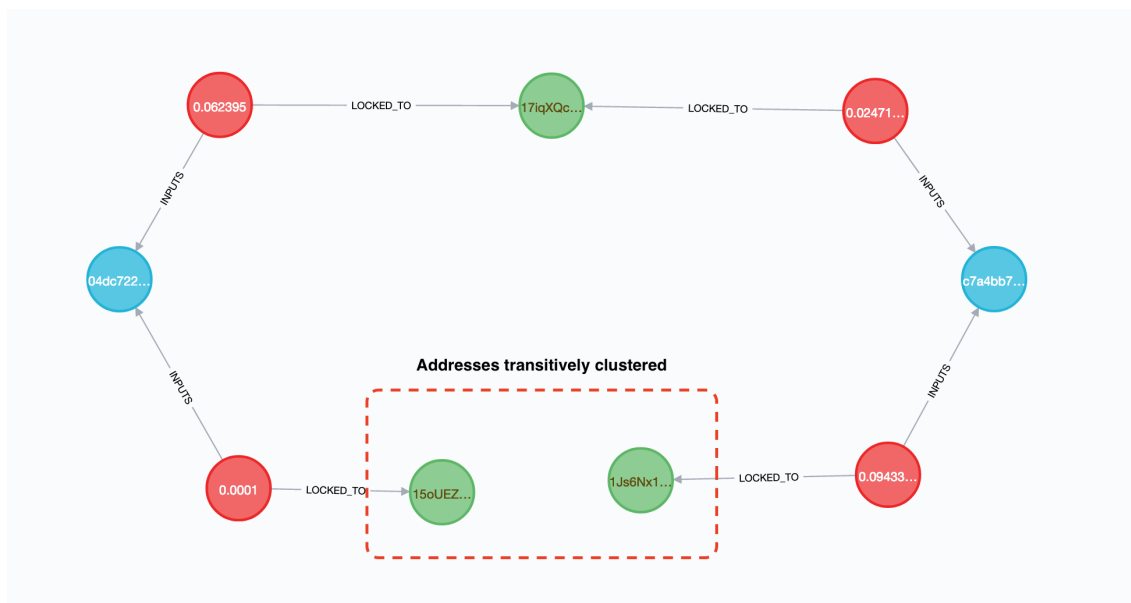 0.062395
LOCKED_TO
17iqXQc...
LOCKED_TO
0.02471...
INPUTS
INPUTS
04dc722...
c7a4bb7...
Addresses transitively clustered
INPUTS
INPUTS
0.0001
LOCKED_TO
15oUEZ...
1Js6Nx1...
LOCKED_TO
0.09433...